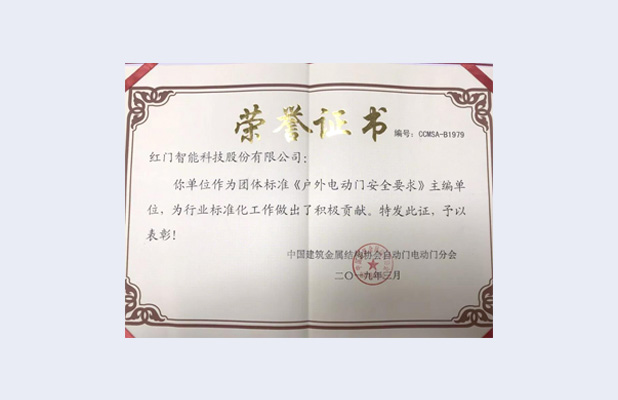 荣誉证书
编号：CCMSA-B1979
红门智能科技股份有限公司：
你单位作为团体标准《户外电动门安全要求》主编单
位，为行业标准化工作做出了积极贡献。特发此证，予以
表彰！
中国建筑金属结构协会自动门电动门分会
二〇一九年三月